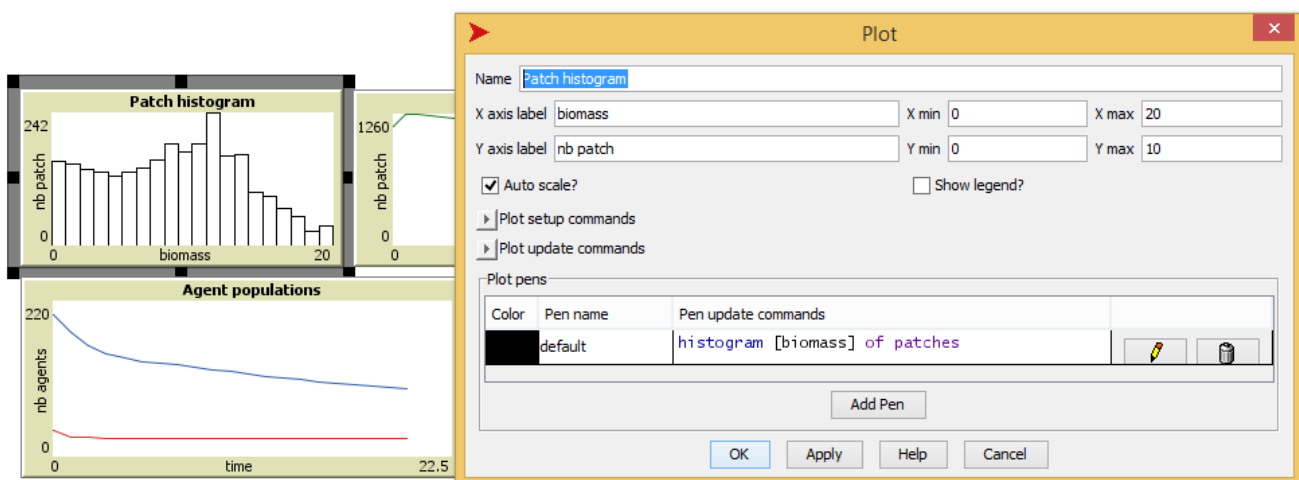 Patch histogram
242
nb patch
0
0
biomass
20
1260
nb patch
0
0
Agent populations
220
nb agents
0
0
time
22.5
Plot
Name Patch histogram
X axis label biomass X min 0 X max 20
Y axis label nb patch Y min 0 Y max 10
Auto scale? Show legend?
Plot setup commands
Plot update commands
Plot pens
Color Pen name Pen update commands
default histogram [biomass] of patches
Add Pen
OK Apply Help Cancel